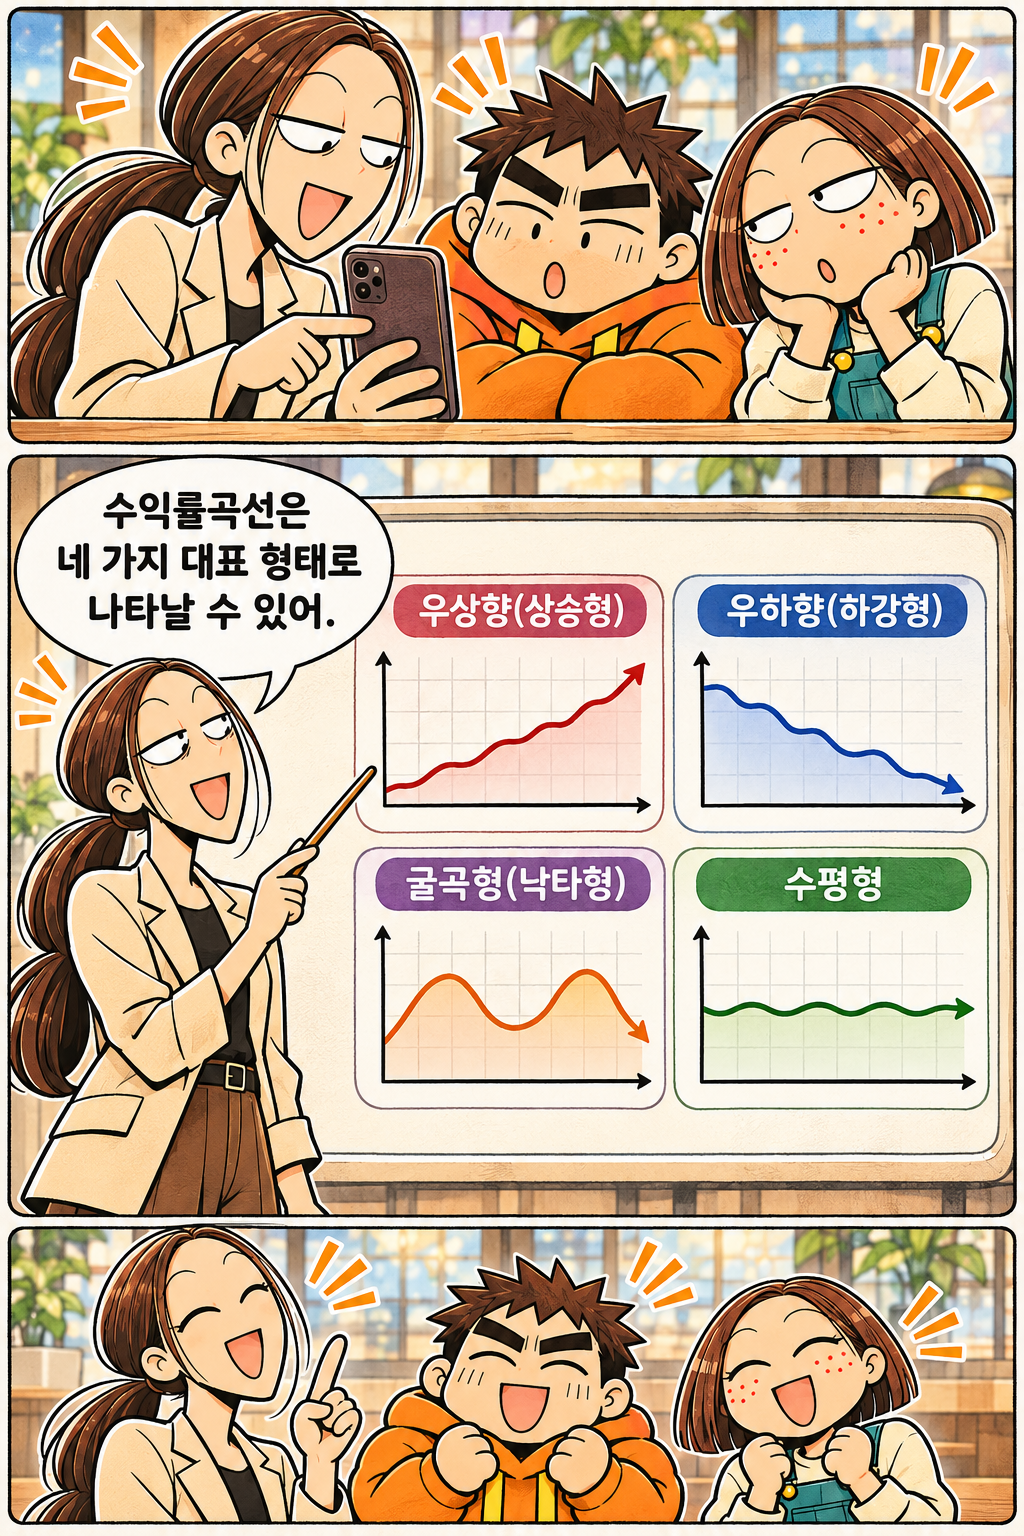 수익률곡선은
네 가지 대표 형태로
나타날 수 있어.
우상향(상승형)
우하향(하강형)
굴곡형(낙타형)
수평형